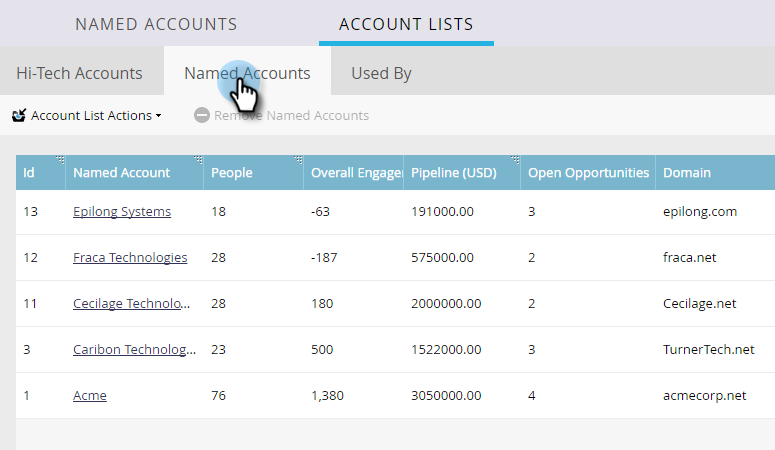 NAMED ACCOUNTS ACCOUNT LISTS
Hi-Tech Accounts Named Accounts Used By
Account List Actions Remove Named Accounts
Id Named Account People Overall Engager Pipeline (USD) Open Opportunities Domain
13 Epilong Systems 18 -63 191000.00 3 epilong.com
12 Fraca Technologies 28 -187 575000.00 2 fraca.net
11 Cecilage Technolo... 28 180 2000000.00 2 Cecilage.net
3 Caribon Technolog... 23 500 1522000.00 3 TurnerTech.net
1 Acme 76 1,380 3050000.00 4 acmecorp.net